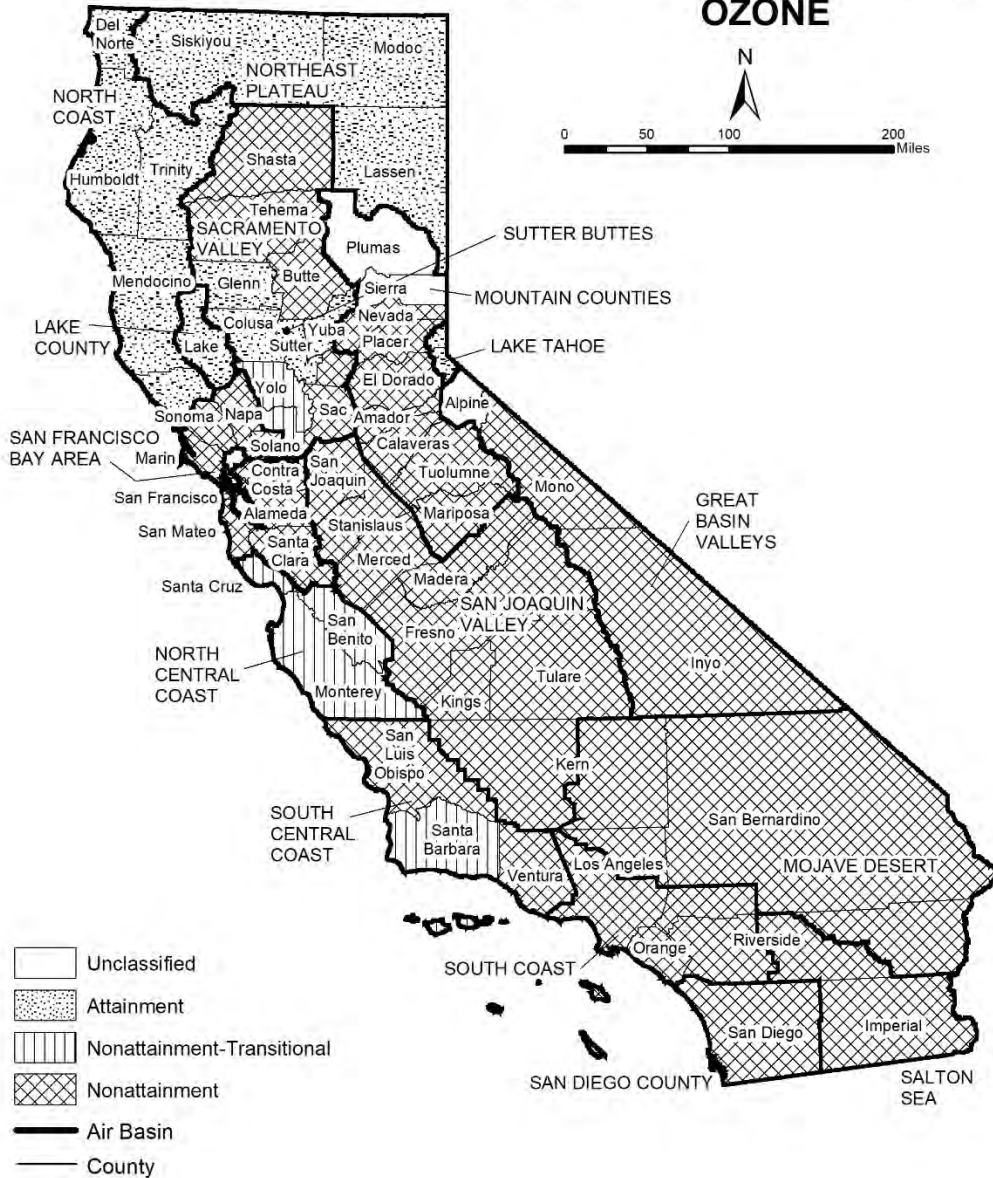 OZONE
N
0 50 100 200
Miles
Del
Norte
Siskiyou
Modoc
NORTHEAST
PLATEAU
NORTH
COAST
Shasta
Trinity
Humboldt
Lassen
Tehema
SACRAMENTO
VALLEY
Plumas
SUTTER BUTTES
Butte
Glenn
Mendocino
Sierra
MOUNTAIN COUNTIES
Nevada
Colusa
Yuba
LAKE
COUNTY
Lake
Sutter
Placer
LAKE TAHOE
Yolo
El Dorado
Alpine
Sonoma
Napa
Sac
Amador
SAN FRANCISCO
BAY AREA
Solano
Calaveras
Marin
Contra
Costa
San
Joaquin
Tuolumne
Mono
San Francisco
Alameda
Mariposa
GREAT
BASIN
VALLEYS
San Mateo
Stanislaus
Santa
Clara
Merced
Santa Cruz
Madera
SAN JOAQUIN
VALLEY
San
Benito
Fresno
NORTH
CENTRAL
COAST
Inyo
Tulare
Monterey
Kings
San
Luis
Obispo
Kern
SOUTH
CENTRAL
COAST
Santa
Barbara
San Bernardino
Ventura
Los Angeles
MOJAVE DESERT
Orange
Riverside
SOUTH COAST
San Diego
Imperial
SAN DIEGO COUNTY
SALTON
SEA
Unclassified
Attainment
Nonattainment-Transitional
Nonattainment
Air Basin
County